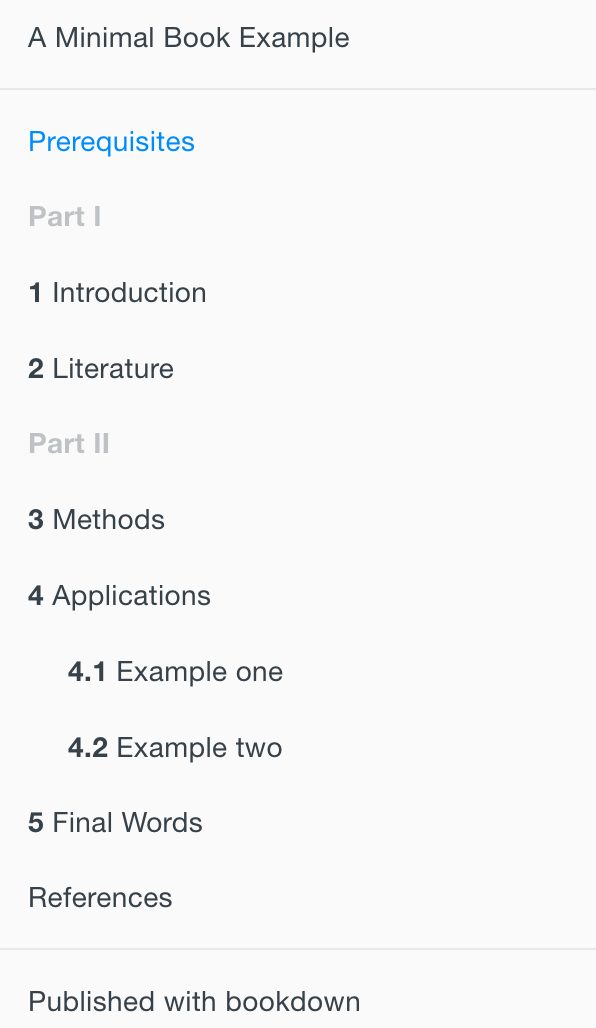 A Minimal Book Example
Prerequisites
Part I
1 Introduction
2 Literature
Part II
3 Methods
4 Applications
4.1 Example one
4.2 Example two
5 Final Words
References
Published with bookdown